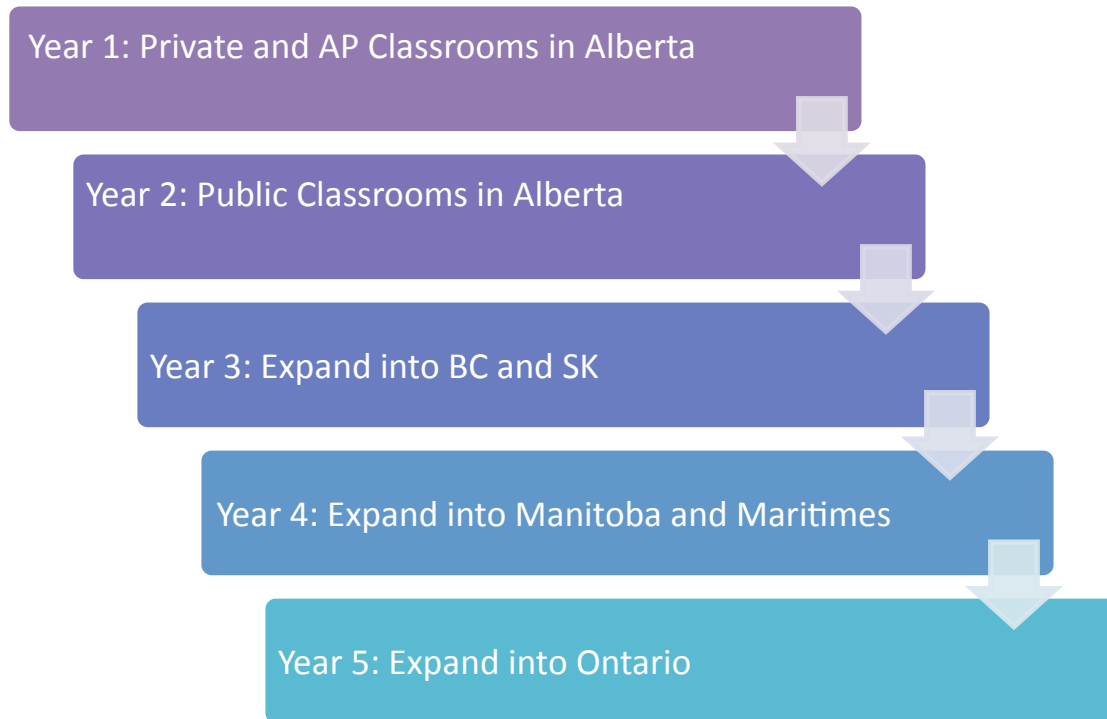 Year 1: Private and AP Classrooms in Alberta
Year 2: Public Classrooms in Alberta
Year 3: Expand into BC and SK
Year 4: Expand into Manitoba and Maritimes
Year 5: Expand into Ontario